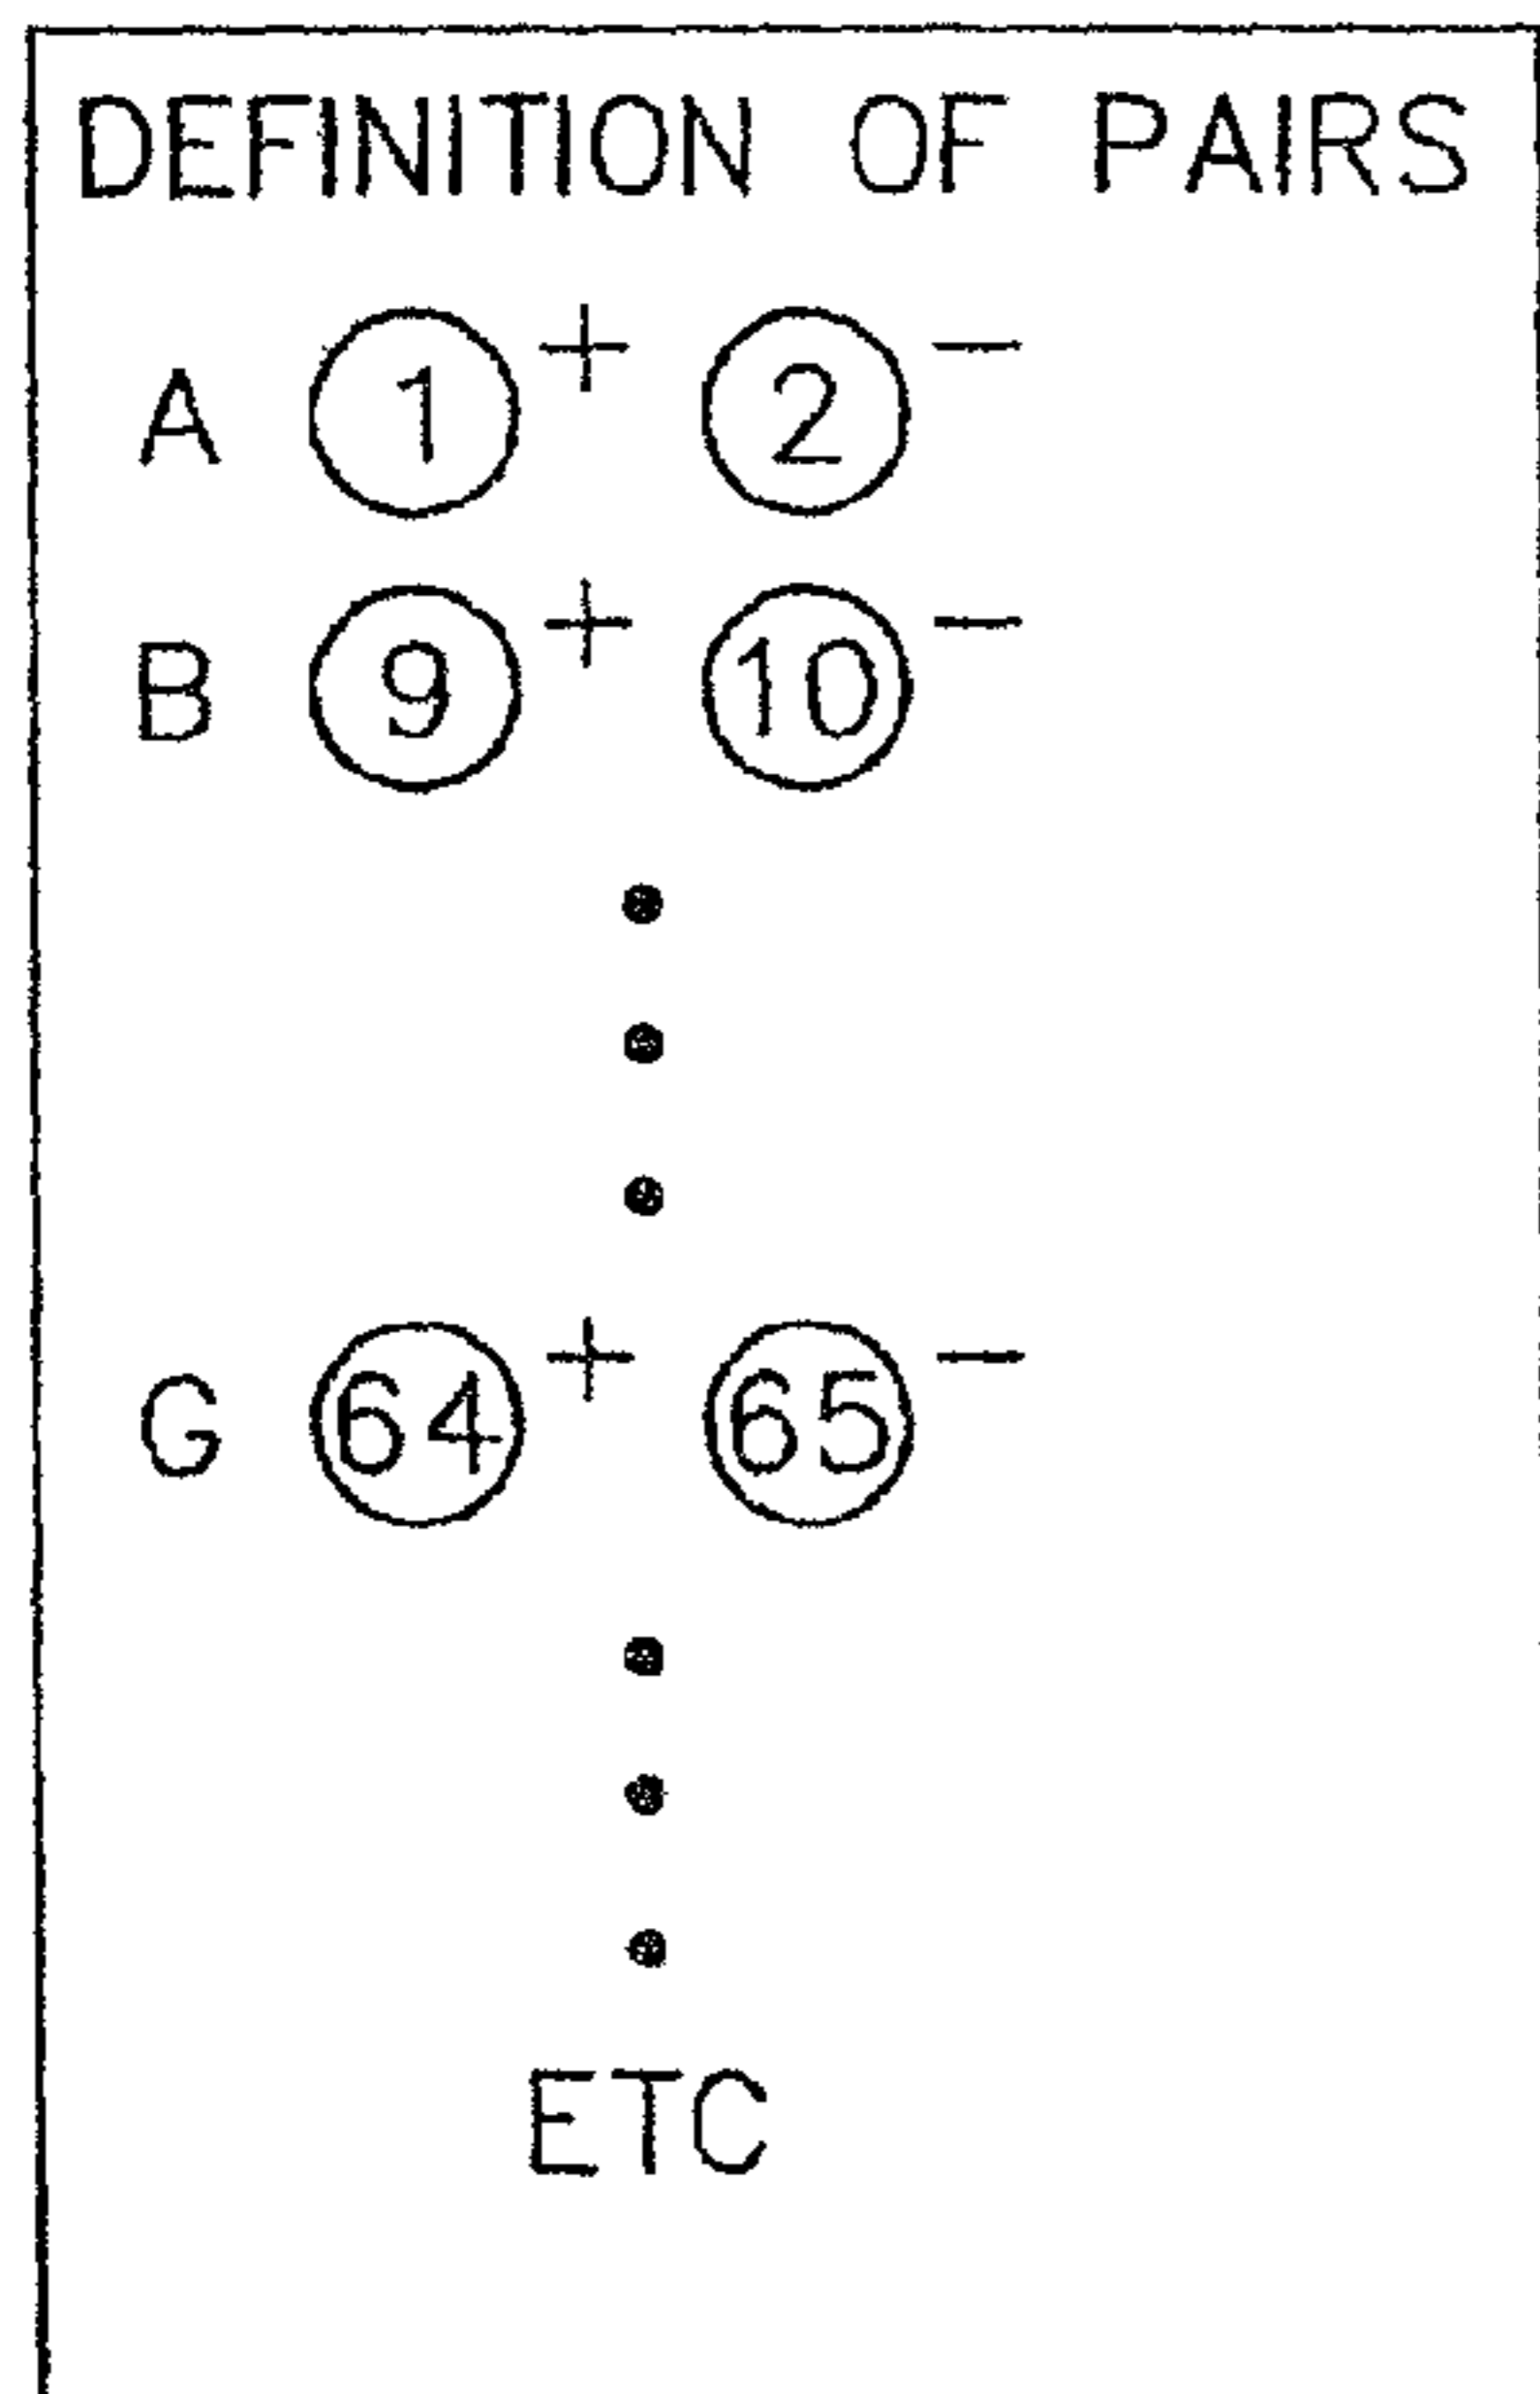 DEFINITION OF PAIRS
A 1 + 2 −
B 9 + 10 −
G 64 + 65 −
ETC